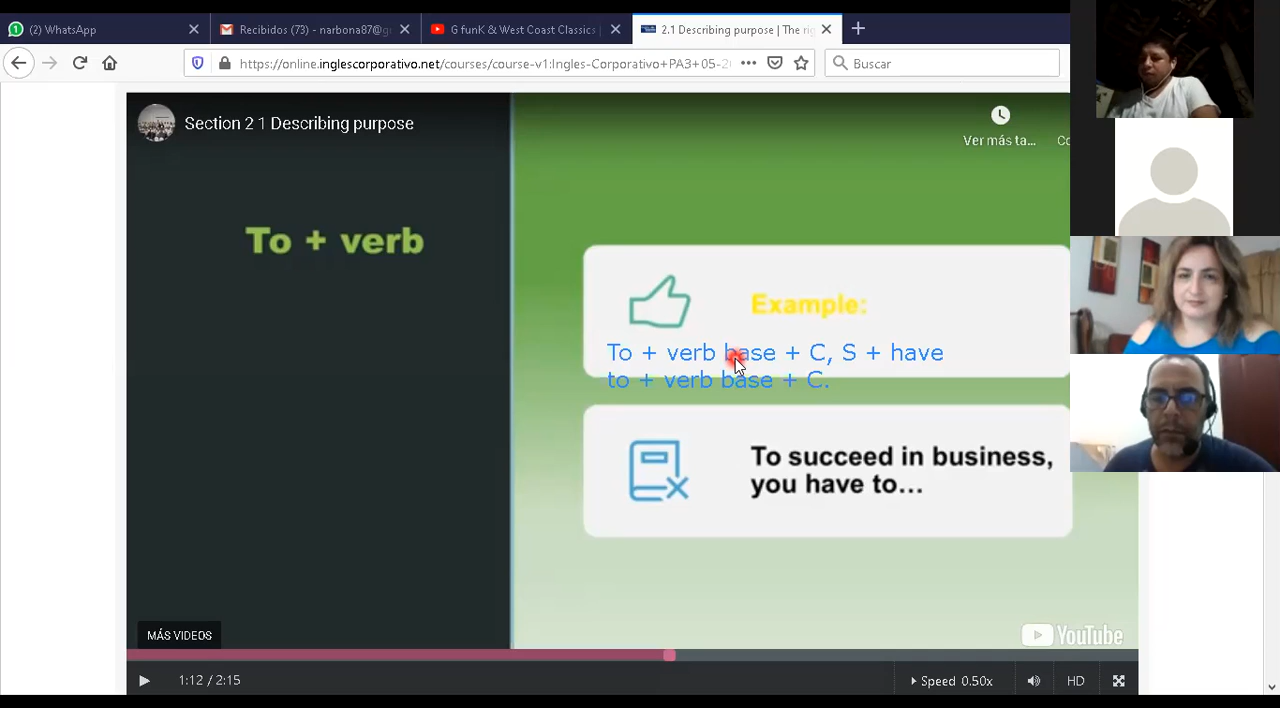 (2) WhatsApp
Recibidos (73) - narbona87@g
G funK & West Coast Classics |
2.1 Describing purpose | The ri
https://online.inglescorporativo.net/courses/course-v1:Ingles-Corporativo+PA3+05-2
Buscar
Section 2 1 Describing purpose
Ver más ta...
Co
To + verb
Example:
To + verb base + C, S + have
to + verb base + C.
To succeed in business,
you have to...
MÁS VIDEOS
YouTube
1:12 / 2:15
Speed 0.50x
HD